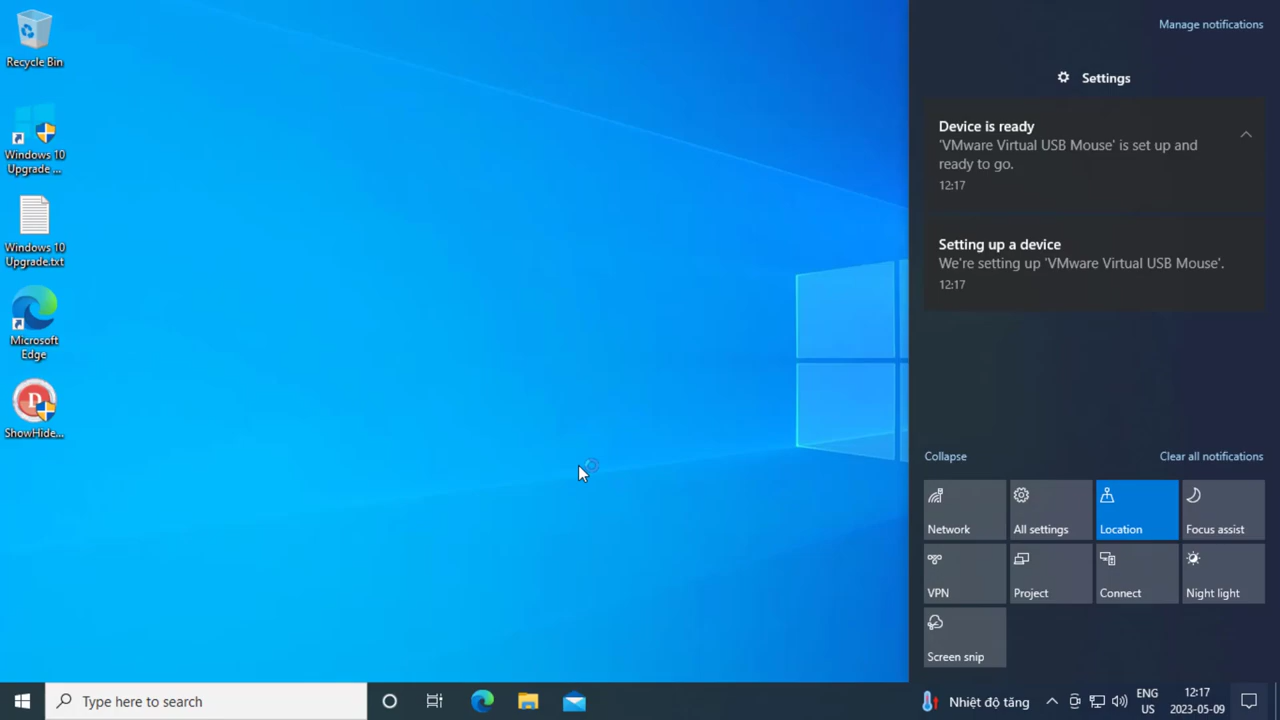 Recycle Bin
Windows 10
Upgrade ...
Windows 10
Upgrade.txt
Microsoft
Edge
ShowHide...
Manage notifications
Settings
Device is ready
'VMware Virtual USB Mouse' is set up and
ready to go.
12:17
Setting up a device
We're setting up 'VMware Virtual USB Mouse'.
12:17
Collapse
Clear all notifications
Network
All settings
Location
Focus assist
VPN
Project
Connect
Night light
Screen snip
Type here to search
Nhiệt độ tăng
ENG
US
12:17
2023-05-09